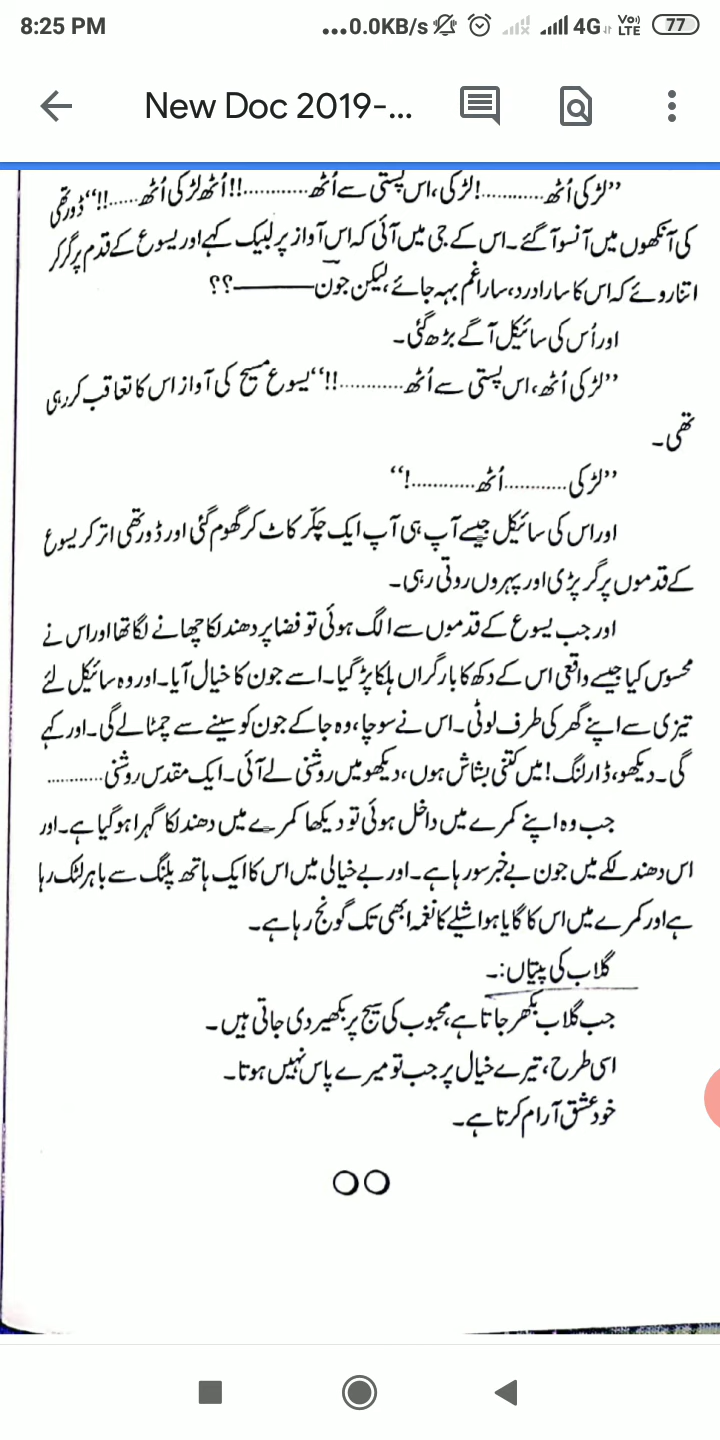 8:25 PM
...0.0KB/s 4G VoLTE 77
New Doc 2019-...
”لڑکی اُٹھ............! لڑکی، اس پستی سے اُٹھ............!! اُٹھ لڑکی اُٹھ......!!“ ڈورتھی
کی آنکھوں میں آنسو آ گئے۔ اس کے جی میں آئی کہ اس آواز پر لبیک کہے اور یسوع کے قدم پر گر کر
اتنا روئے کہ اس کا سارا درد، سارا غم بہہ جائے، لیکن جون ———؟؟
اور اُس کی سائیکل آگے بڑھ گئی۔
”لڑکی اُٹھ، اس پستی سے اُٹھ............!!“ یسوع مسیح کی آواز اس کا تعاقب کر رہی
تھی۔
”لڑکی............اُٹھ............!“
اور اس کی سائیکل جیسے آپ ہی آپ ایک چکّر کاٹ کر گھوم گئی اور ڈورتھی اتر کر یسوع
کے قدموں پر گر پڑی اور پہروں روتی رہی۔
اور جب یسوع کے قدموں سے الگ ہوئی تو فضا پر دھندلکا چھانے لگا تھا اور اس نے
محسوس کیا جیسے واقعی اس کے دکھ کا بار گراں ہلکا پڑ گیا۔ اسے جون کا خیال آیا۔ اور وہ سائیکل لئے
تیزی سے اپنے گھر کی طرف لوٹی۔ اس نے سوچا، وہ جا کے جون کو سینے سے چمٹا لے گی۔ اور کہے
گی۔ دیکھو، ڈارلنگ! میں کتنی بشاش ہوں، دیکھو میں روشنی لے آئی۔ ایک مقدس روشنی...........
جب وہ اپنے کمرے میں داخل ہوئی تو دیکھا کمرے میں دھندلکا گہرا ہو گیا ہے۔ اور
اس دھندلکے میں جون بے خبر سو رہا ہے۔ اور بے خیالی میں اس کا ایک ہاتھ پلنگ سے باہر لٹک رہا
ہے اور کمرے میں اس کا گایا ہوا شیلے کا نغمہ ابھی تک گونج رہا ہے۔
گلاب کی پتیاں:۔
جب گلاب بکھر جاتا ہے، محبوب کی سیج پر بکھیر دی جاتی ہیں۔
اسی طرح، تیرے خیال پر جب تو میرے پاس نہیں ہوتا۔
خود عشق آرام کرتا ہے۔